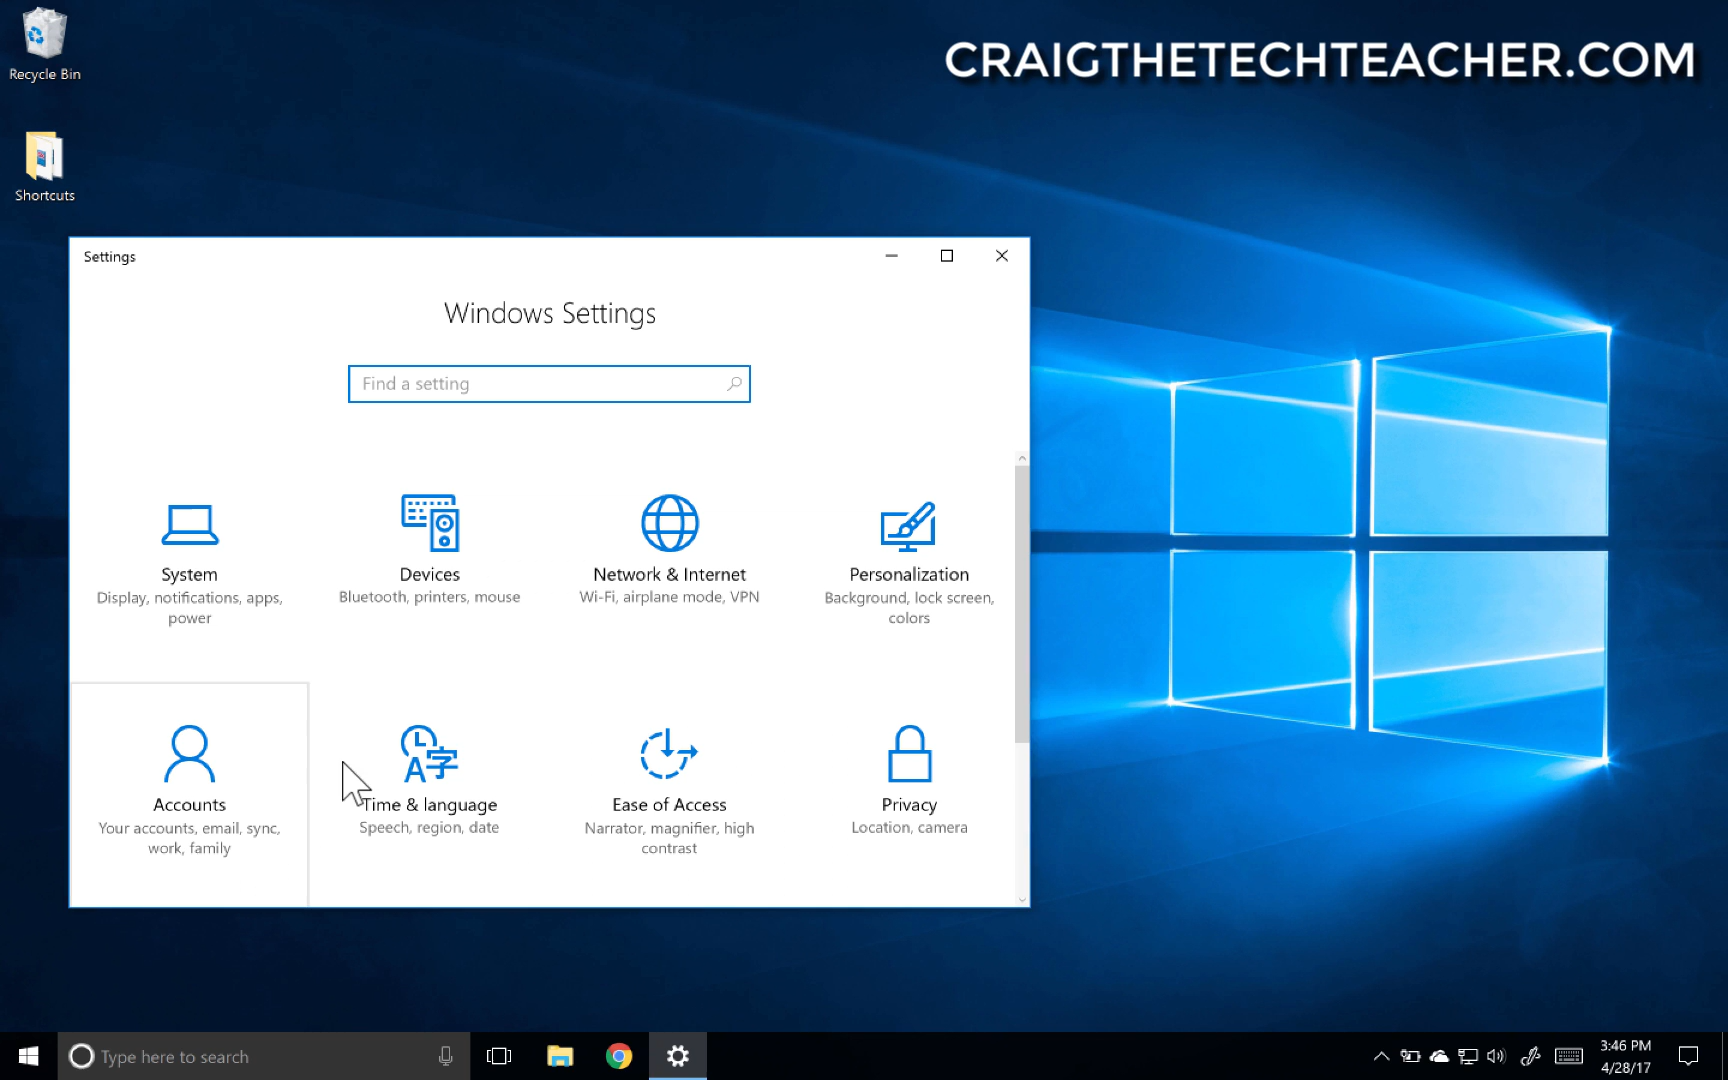 Recycle Bin
CRAIGTHETECHTEACHER.COM
Shortcuts
Settings
Windows Settings
Find a setting
System
Display, notifications, apps,
power
Devices
Bluetooth, printers, mouse
Network & Internet
Wi-Fi, airplane mode, VPN
Personalization
Background, lock screen,
colors
Accounts
Your accounts, email, sync,
work, family
Time & language
Speech, region, date
Ease of Access
Narrator, magnifier, high
contrast
Privacy
Location, camera
Type here to search
3:46 PM
4/28/17